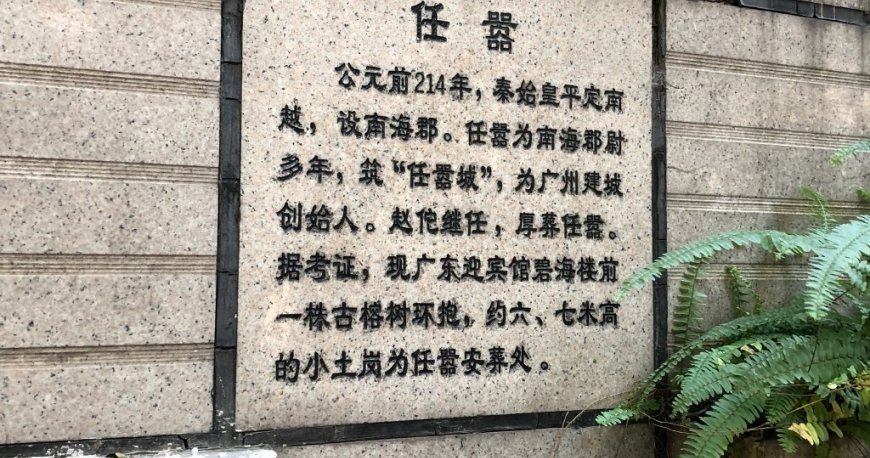 任嚣
公元前214年，秦始皇平定南
越，设南海郡。任嚣为南海郡尉
多年，筑“任嚣城”，为广州建城
创始人。赵佗继任，厚葬任嚣。
据考证，现广东迎宾馆碧海楼前
一株古榕树环抱，约六、七米高
的小土岗为任嚣安葬处。